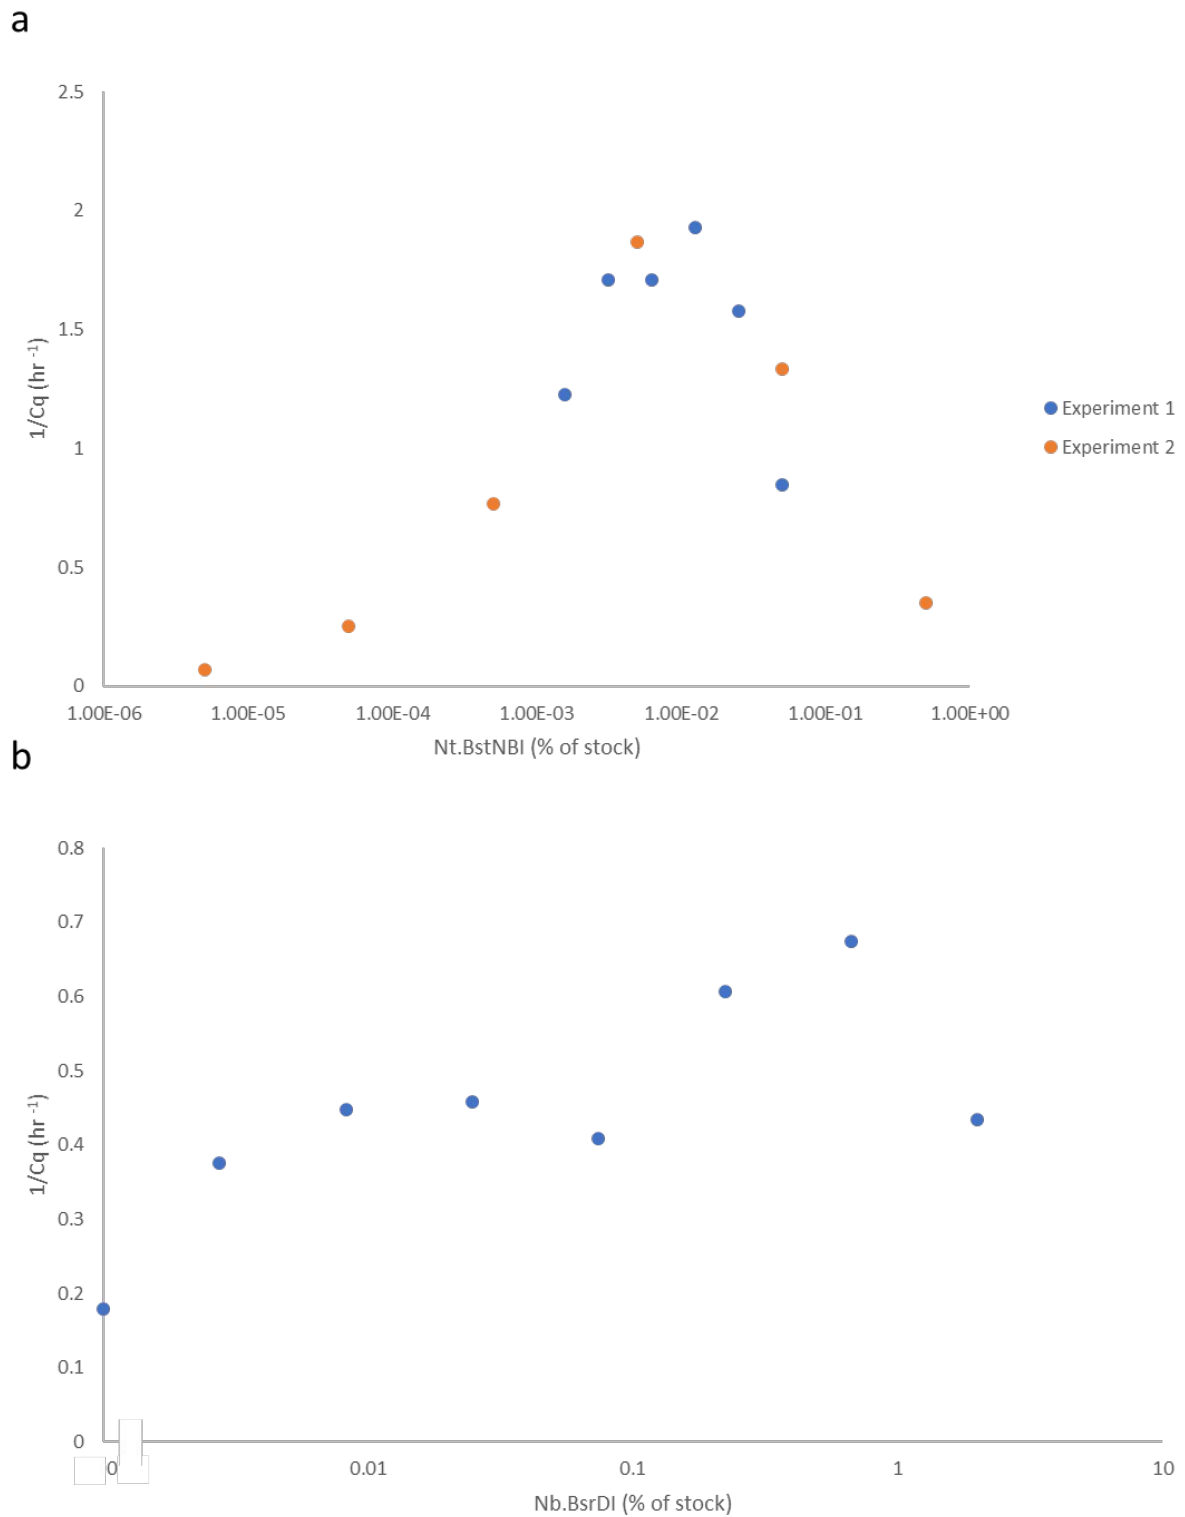 a
2.5
2
1.5
1
0.5
0
1/Cq (hr -1)
1.00E-06 1.00E-05 1.00E-04 1.00E-03 1.00E-02 1.00E-01 1.00E+00
Nt.BstNBI (% of stock)
Experiment 1
Experiment 2
b
0.8
0.7
0.6
0.5
0.4
0.3
0.2
0.1
0
1/Cq (hr -1)
0 0.01 0.1 1 10
Nb.BsrDI (% of stock)